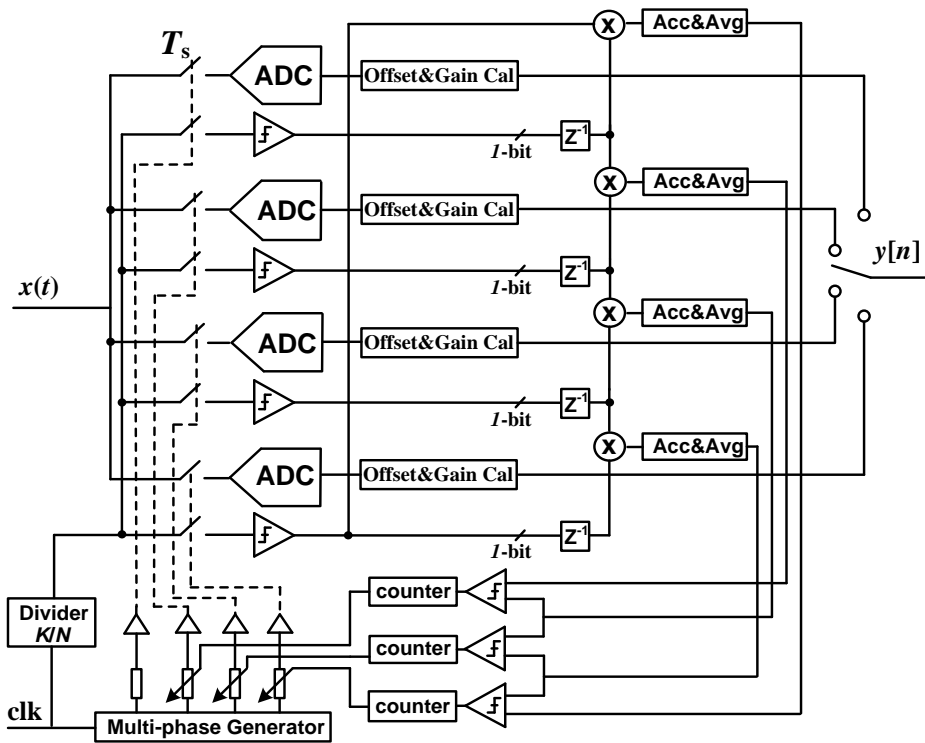 X Acc&Avg
Ts
ADC Offset&Gain Cal
1-bit Z-1
X Acc&Avg
ADC Offset&Gain Cal
y[n]
1-bit Z-1
x(t)
X Acc&Avg
ADC Offset&Gain Cal
1-bit Z-1
X Acc&Avg
ADC Offset&Gain Cal
1-bit Z-1
counter
Divider
K/N
counter
counter
clk
Multi-phase Generator